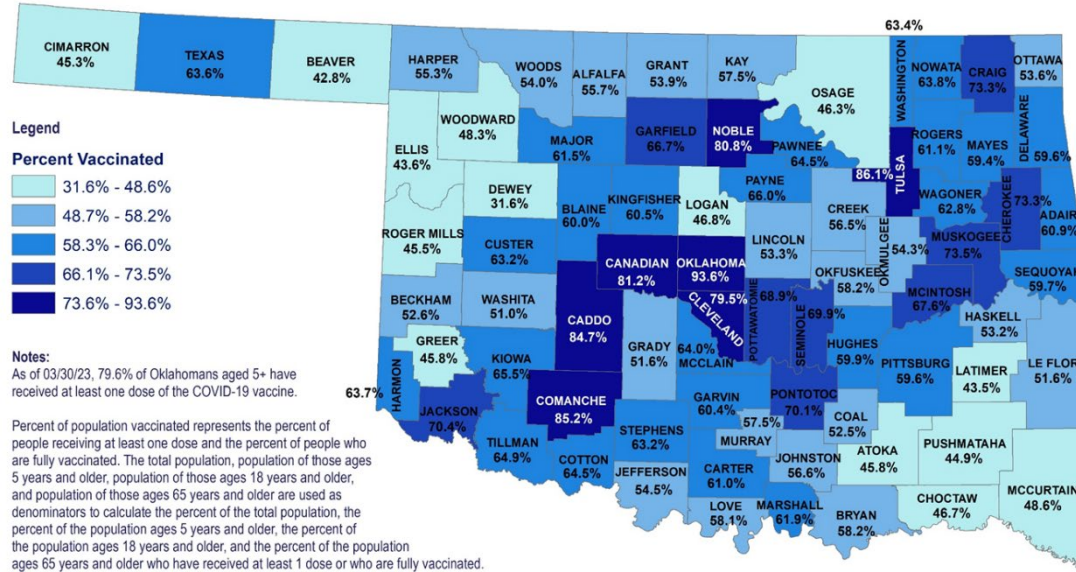 63.4%
CIMARRON
45.3%
TEXAS
63.6%
BEAVER
42.8%
HARPER
55.3%
WOODS
54.0%
ALFALFA
55.7%
GRANT
53.9%
KAY
57.5%
OSAGE
46.3%
WASHINGTON
NOWATA
63.8%
CRAIG
73.3%
OTTAWA
53.6%
Legend
Percent Vaccinated
31.6% - 48.6%
48.7% - 58.2%
58.3% - 66.0%
66.1% - 73.5%
73.6% - 93.6%
WOODWARD
48.3%
ELLIS
43.6%
MAJOR
61.5%
GARFIELD
66.7%
NOBLE
80.8%
PAWNEE
64.5%
ROGERS
61.1%
MAYES
59.4%
DELAWARE
59.6%
DEWEY
31.6%
BLAINE
60.0%
KINGFISHER
60.5%
LOGAN
46.8%
PAYNE
66.0%
86.1%
TULSA
WAGONER
62.8%
CHEROKEE
73.3%
ADAIR
60.9%
ROGER MILLS
45.5%
CUSTER
63.2%
CANADIAN
81.2%
OKLAHOMA
93.6%
LINCOLN
53.3%
CREEK
56.5%
OKMULGEE
54.3%
MUSKOGEE
73.5%
SEQUOYAH
59.7%
BECKHAM
52.6%
WASHITA
51.0%
CADDO
84.7%
GRADY
51.6%
79.5%
CLEVELAND
POTTAWATOMIE
68.9%
SEMINOLE
69.9%
OKFUSKEE
58.2%
MCINTOSH
67.6%
HASKELL
53.2%
GREER
45.8%
KIOWA
65.5%
64.0%
MCCLAIN
HUGHES
59.9%
PITTSBURG
59.6%
LATIMER
43.5%
LE FLOR
51.6%
63.7%
HARMON
JACKSON
70.4%
COMANCHE
85.2%
GARVIN
60.4%
PONTOTOC
70.1%
COAL
52.5%
TILLMAN
64.9%
COTTON
64.5%
STEPHENS
63.2%
57.5%
MURRAY
JOHNSTON
56.6%
ATOKA
45.8%
PUSHMATAHA
44.9%
JEFFERSON
54.5%
CARTER
61.0%
LOVE
58.1%
MARSHALL
61.9%
BRYAN
58.2%
CHOCTAW
46.7%
MCCURTAIN
48.6%
Notes:
As of 03/30/23, 79.6% of Oklahomans aged 5+ have
received at least one dose of the COVID-19 vaccine.
Percent of population vaccinated represents the percent of
people receiving at least one dose and the percent of people who
are fully vaccinated. The total population, population of those ages
5 years and older, population of those ages 18 years and older,
and population of those ages 65 years and older are used as
denominators to calculate the percent of the total population, the
percent of the population ages 5 years and older, the percent of
the population ages 18 years and older, and the percent of the population
ages 65 years and older who have received at least 1 dose or who are fully vaccinated.